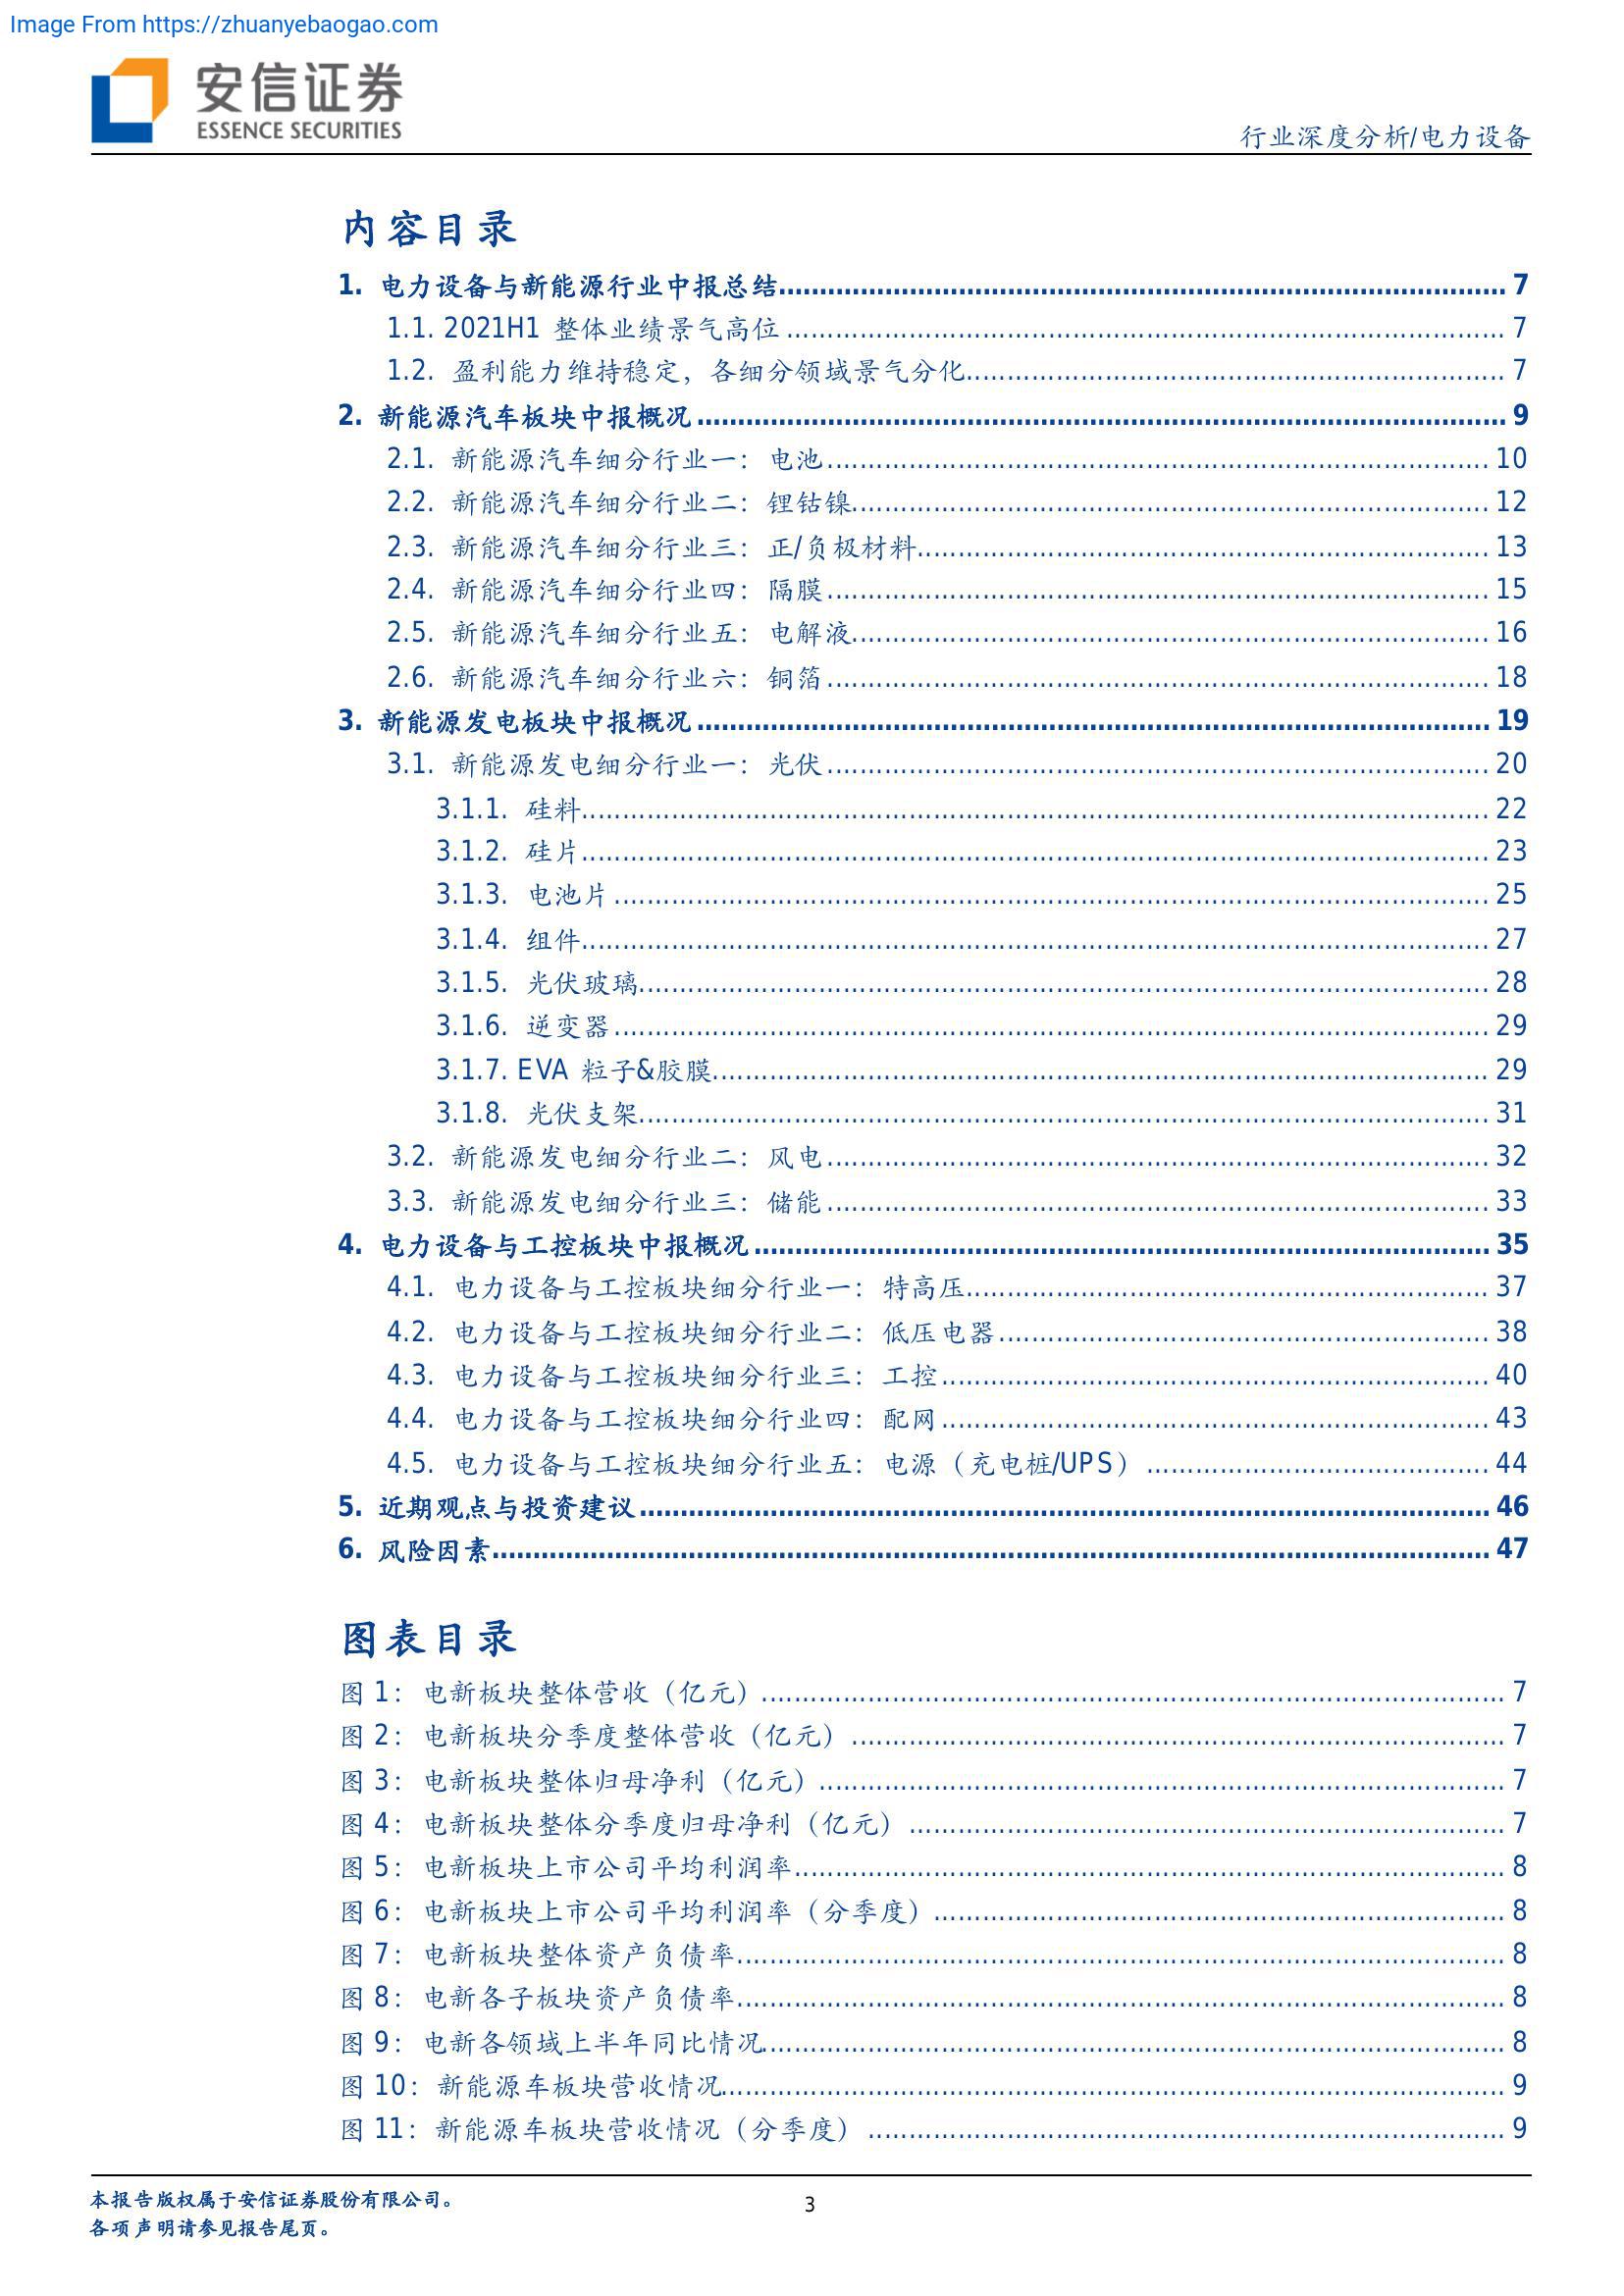 Image From https://zhuanyebaogao.com
安信证券
ESSENCE SECURITIES
行业深度分析/电力设备
内容目录
1. 电力设备与新能源行业中报总结 7
1.1. 2021H1 整体业绩景气高位 7
1.2. 盈利能力维持稳定，各细分领域景气分化 7
2. 新能源汽车板块中报概况 9
2.1. 新能源汽车细分行业一：电池 10
2.2. 新能源汽车细分行业二：锂钴镍 12
2.3. 新能源汽车细分行业三：正/负极材料 13
2.4. 新能源汽车细分行业四：隔膜 15
2.5. 新能源汽车细分行业五：电解液 16
2.6. 新能源汽车细分行业六：铜箔 18
3. 新能源发电板块中报概况 19
3.1. 新能源发电细分行业一：光伏 20
3.1.1. 硅料 22
3.1.2. 硅片 23
3.1.3. 电池片 25
3.1.4. 组件 27
3.1.5. 光伏玻璃 28
3.1.6. 逆变器 29
3.1.7. EVA 粒子&胶膜 29
3.1.8. 光伏支架 31
3.2. 新能源发电细分行业二：风电 32
3.3. 新能源发电细分行业三：储能 33
4. 电力设备与工控板块中报概况 35
4.1. 电力设备与工控板块细分行业一：特高压 37
4.2. 电力设备与工控板块细分行业二：低压电器 38
4.3. 电力设备与工控板块细分行业三：工控 40
4.4. 电力设备与工控板块细分行业四：配网 43
4.5. 电力设备与工控板块细分行业五：电源（充电桩/UPS） 44
5. 近期观点与投资建议 46
6. 风险因素 47
图表目录
图 1：电新板块整体营收（亿元） 7
图 2：电新板块分季度整体营收（亿元） 7
图 3：电新板块整体归母净利（亿元） 7
图 4：电新板块整体分季度归母净利（亿元） 7
图 5：电新板块上市公司平均利润率 8
图 6：电新板块上市公司平均利润率（分季度） 8
图 7：电新板块整体资产负债率 8
图 8：电新各子板块资产负债率 8
图 9：电新各领域上半年同比情况 8
图 10：新能源车板块营收情况 9
图 11：新能源车板块营收情况（分季度） 9
本报告版权属于安信证券股份有限公司。
各项声明请参见报告尾页。
3